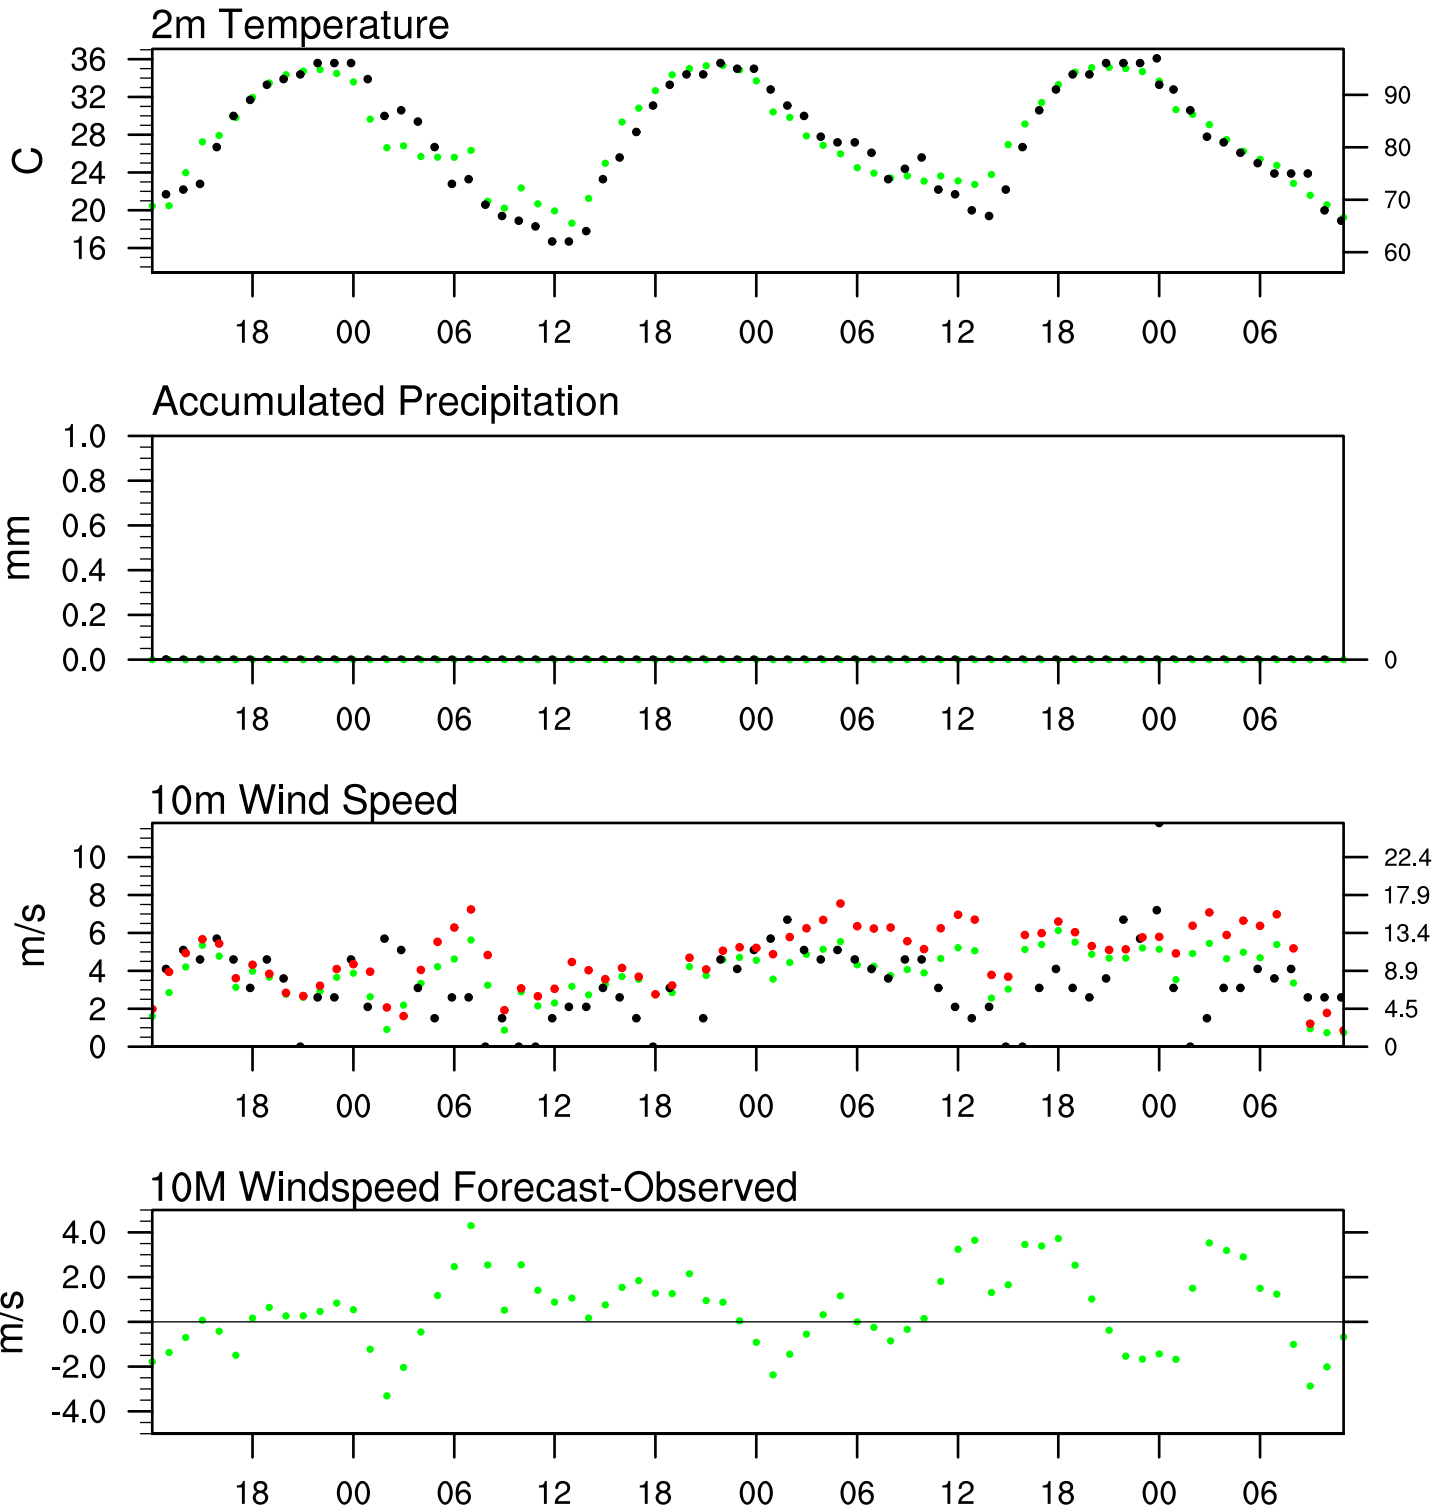 2m Temperature
36
32
28
24
20
16
C
90
80
70
60
18 00 06 12 18 00 06 12 18 00 06
Accumulated Precipitation
1.0
0.8
0.6
0.4
0.2
0.0
mm
0
18 00 06 12 18 00 06 12 18 00 06
10m Wind Speed
10
8
6
4
2
0
m/s
22.4
17.9
13.4
8.9
4.5
0
18 00 06 12 18 00 06 12 18 00 06
10M Windspeed Forecast-Observed
4.0
2.0
0.0
-2.0
-4.0
m/s
18 00 06 12 18 00 06 12 18 00 06